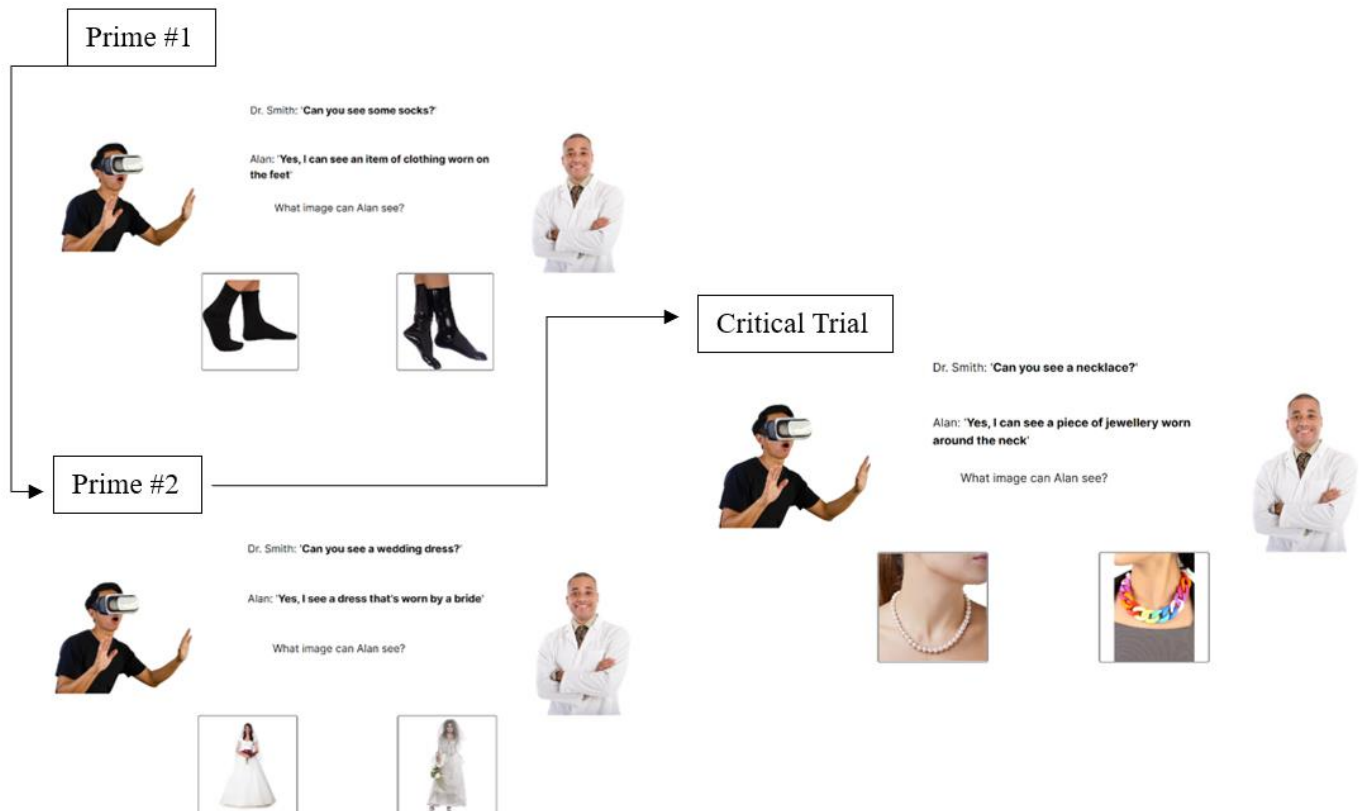 Prime #1
Dr. Smith: 'Can you see some socks?'
Alan: 'Yes, I can see an item of clothing worn on
the feet'
What image can Alan see?
Prime #2
Dr. Smith: 'Can you see a wedding dress?'
Alan: 'Yes, I see a dress that's worn by a bride'
What image can Alan see?
Critical Trial
Dr. Smith: 'Can you see a necklace?'
Alan: 'Yes, I can see a piece of jewellery worn
around the neck'
What image can Alan see?